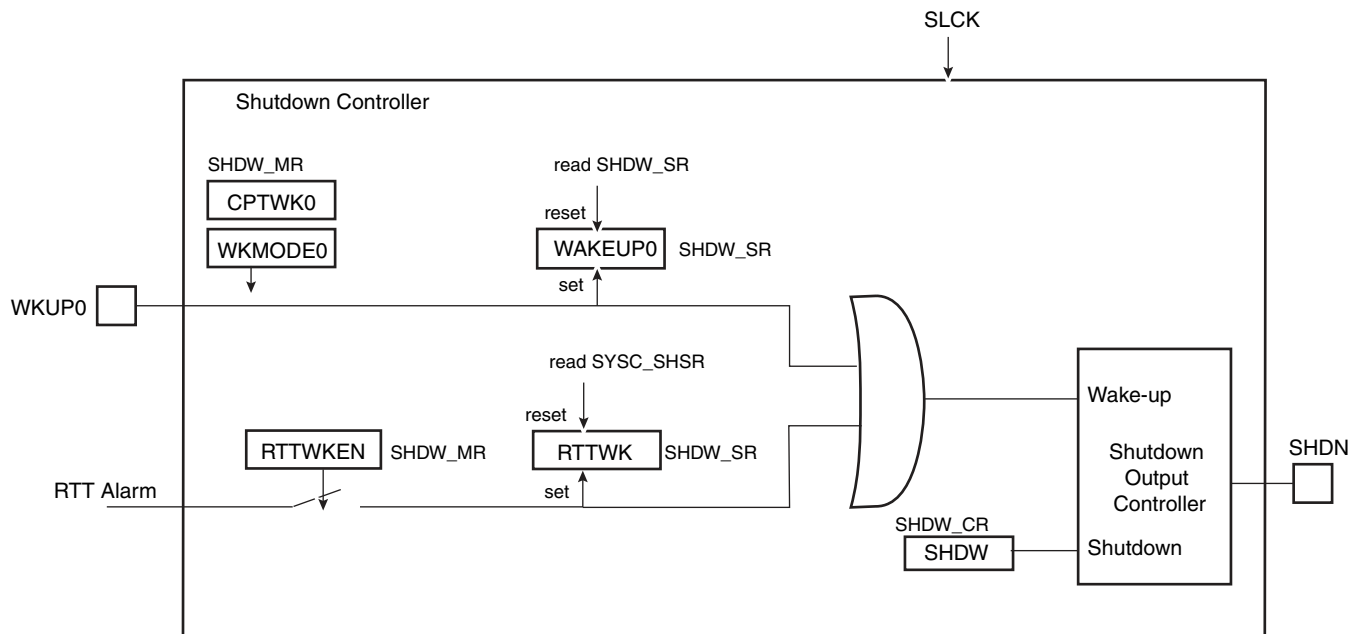 SLCK
Shutdown Controller
SHDW_MR
CPTWK0
WKMODE0
read SHDW_SR
reset
WAKEUP0
SHDW_SR
set
WKUP0
read SYSC_SHSR
reset
RTTWKEN
SHDW_MR
RTTWK
SHDW_SR
set
RTT Alarm
Wake-up
Shutdown
Output
Controller
SHDN
SHDW_CR
SHDW
Shutdown